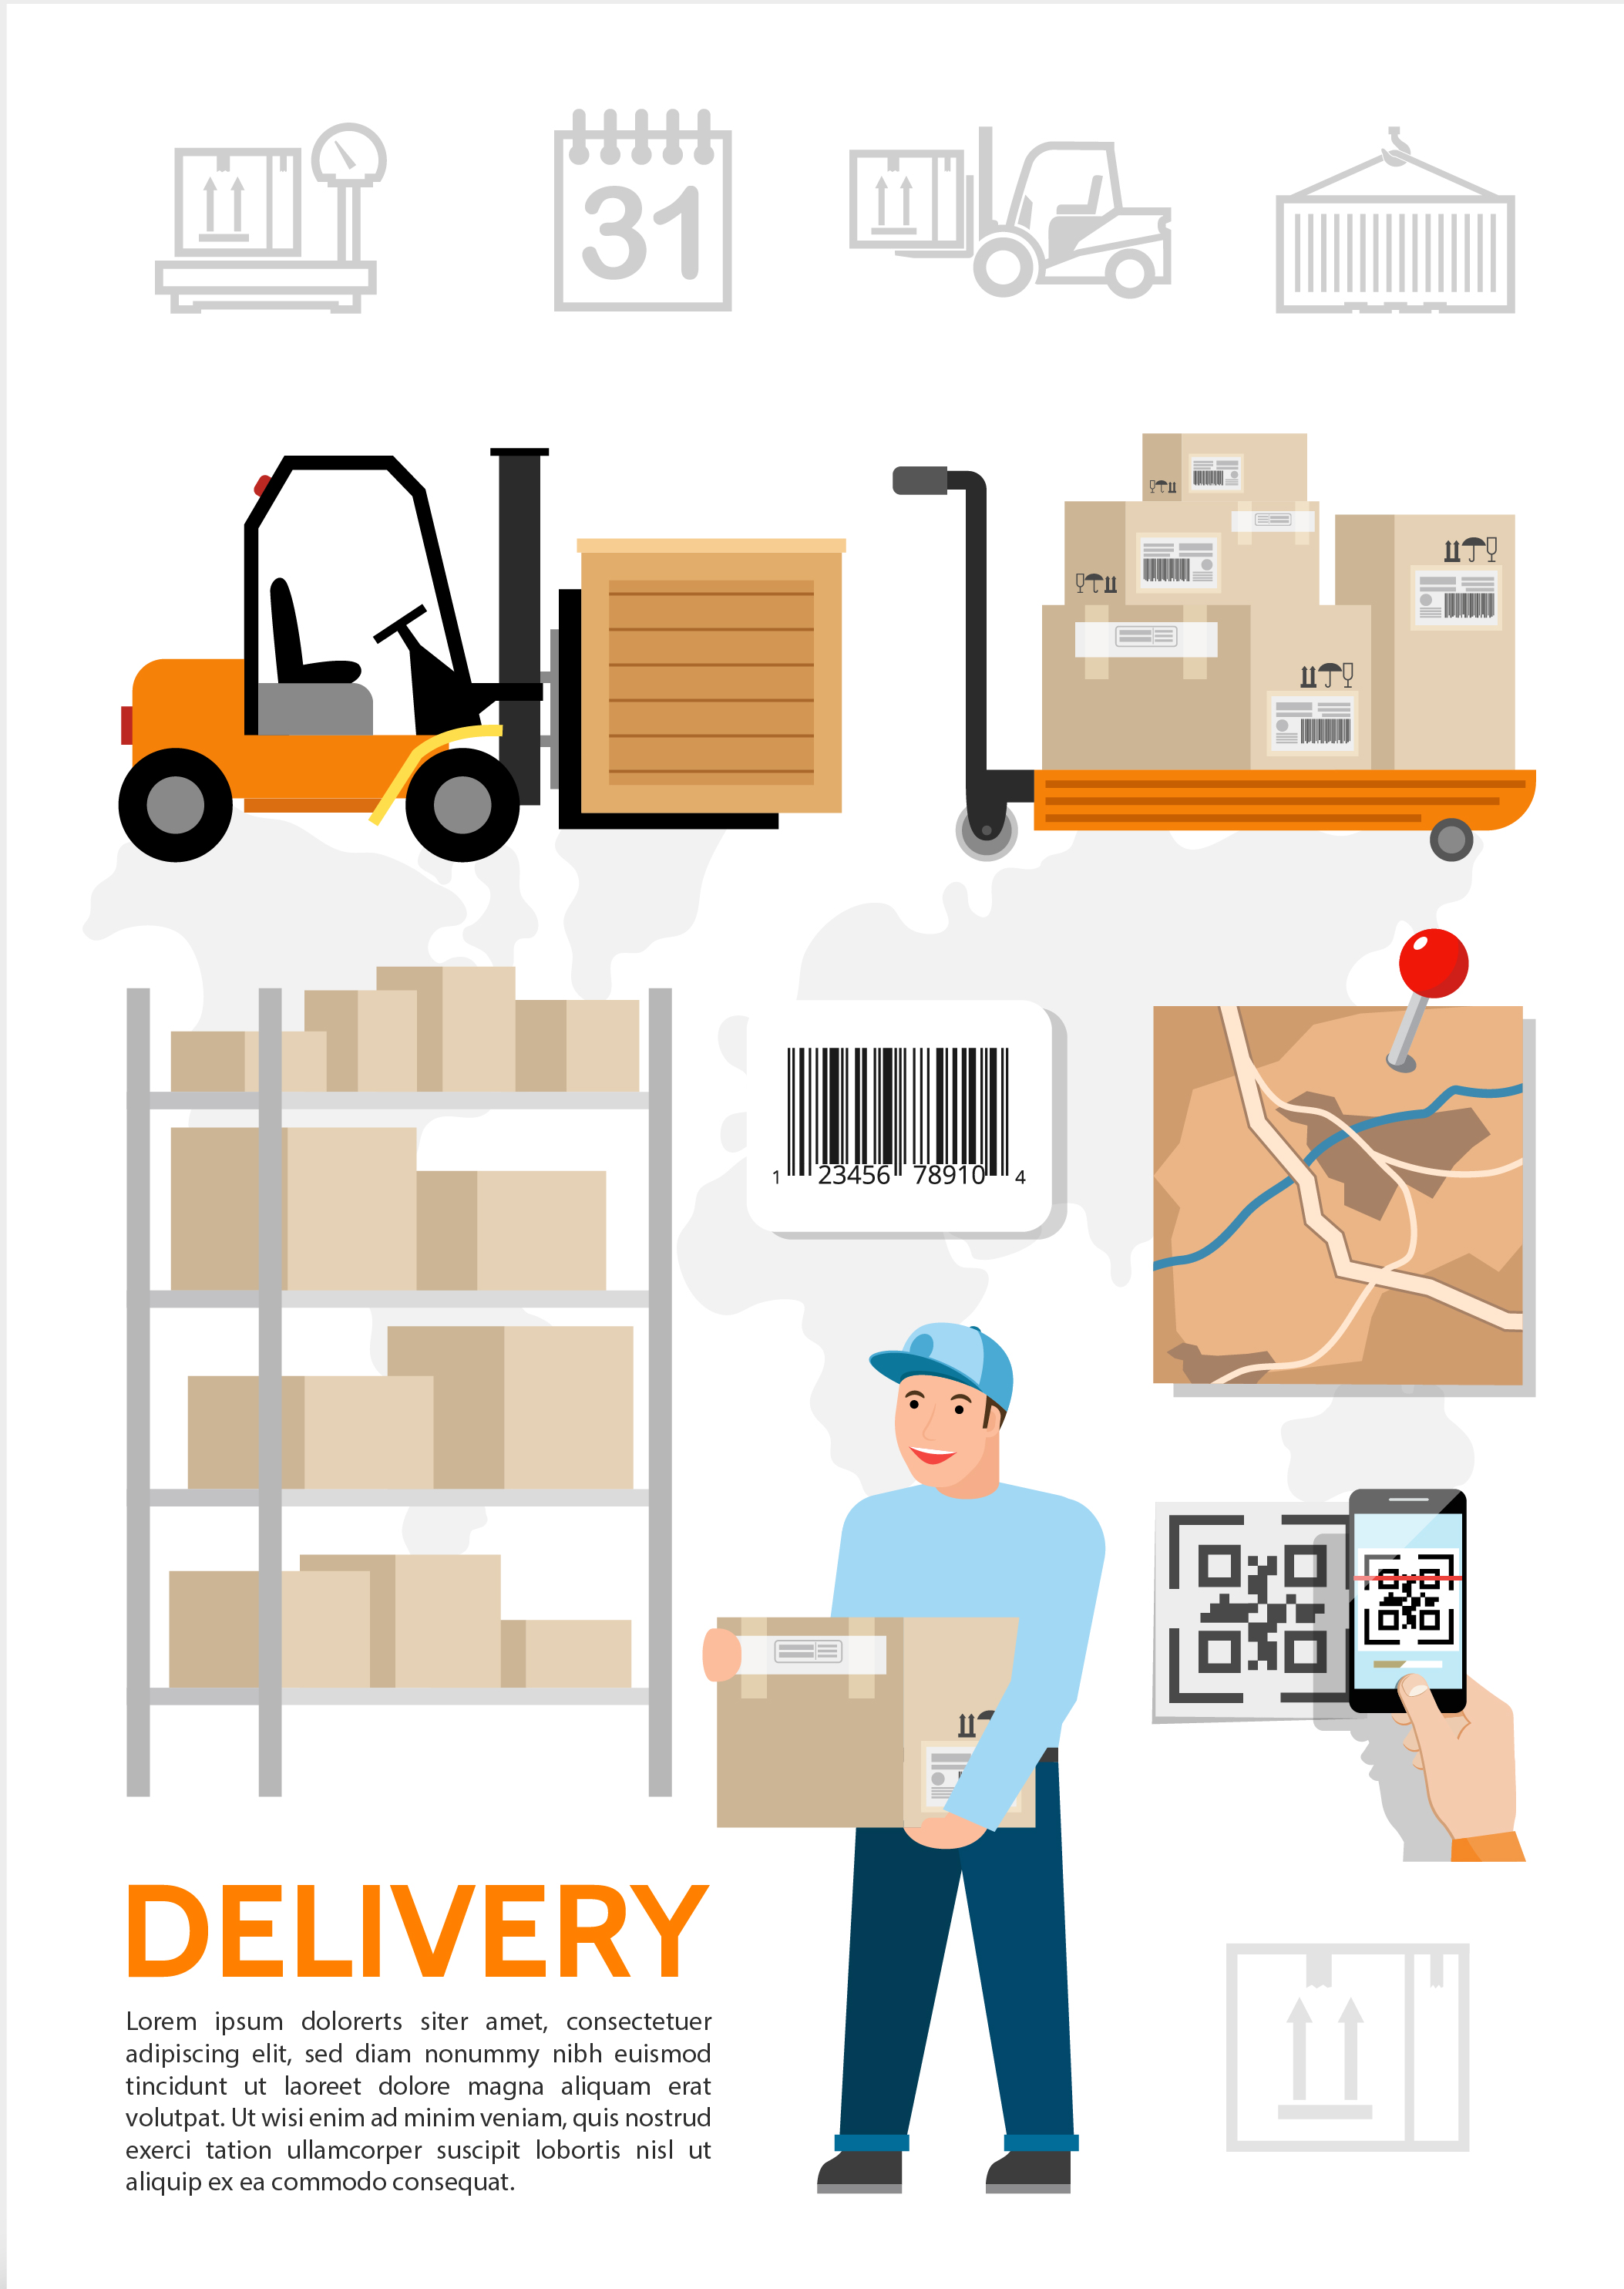 31
1 23456 78910 4
DELIVERY
Lorem ipsum dolorerts siter amet, consectetuer
adipiscing elit, sed diam nonummy nibh euismod
tincidunt ut laoreet dolore magna aliquam erat
volutpat. Ut wisi enim ad minim veniam, quis nostrud
exerci tation ullamcorper suscipit lobortis nisl ut
aliquip ex ea commodo consequat.